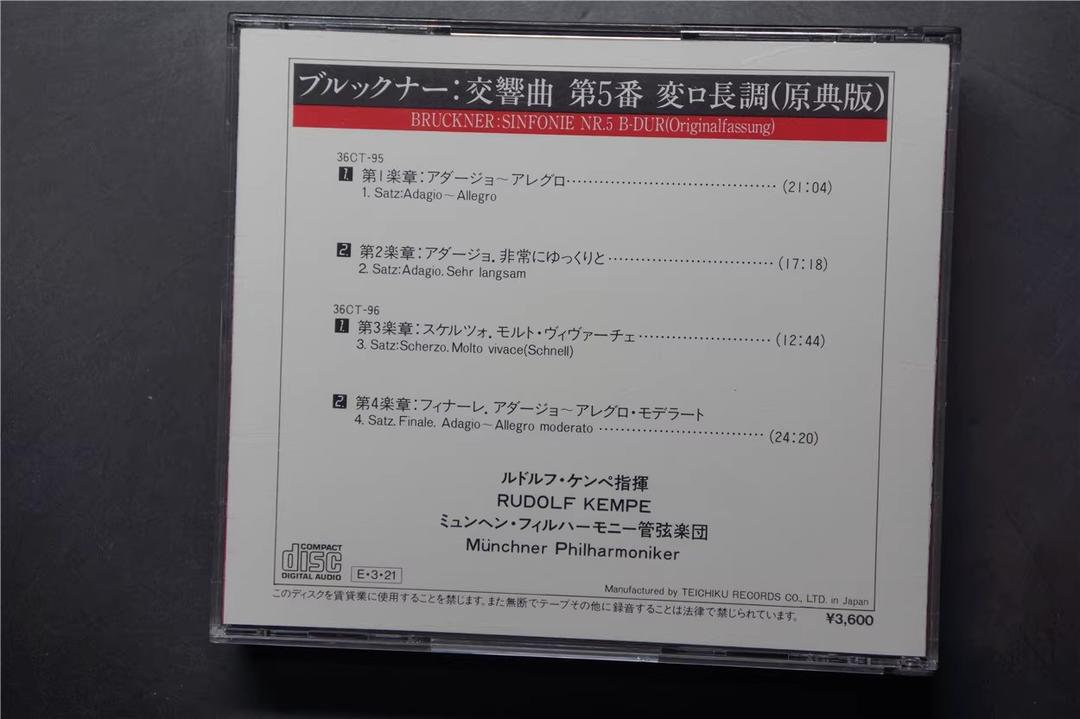 ブルックナー：交響曲 第5番 変ロ長調（原典版）
BRUCKNER:SINFONIE NR.5 B-DUR(Originalfassung)
36CT-95
1. 第1楽章：アダージョ～アレグロ……………………………………（21:04）
1. Satz:Adagio～Allegro
2. 第2楽章：アダージョ．非常にゆっくりと……………………………（17:18）
2. Satz:Adagio. Sehr langsam
36CT-96
1. 第3楽章：スケルツォ．モルト・ヴィヴァーチェ………………………（12:44）
3. Satz:Scherzo. Molto vivace(Schnell)
2. 第4楽章：フィナーレ．アダージョ～アレグロ・モデラート
4. Satz. Finale. Adagio～Allegro moderato ……………………………（24:20）
ルドルフ・ケンペ指揮
RUDOLF KEMPE
ミュンヘン・フィルハーモニー管弦楽団
Münchner Philharmoniker
COMPACT
disc
DIGITAL AUDIO
E・3・21
Manufactured by TEICHIKU RECORDS CO., LTD. in Japan
このディスクを賃貸業に使用することを禁じます。また無断でテープその他に録音することは法律で禁じられています。
¥3,600